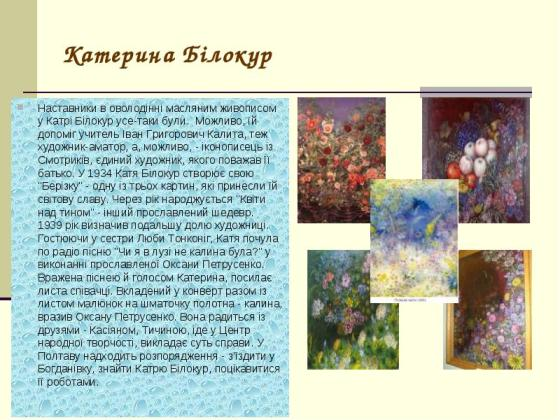 Катерина Білокур
Наставники в оволодінні масляним живописом
у Катрі Білокур усе-таки були. Можливо, їй
допоміг учитель Іван Григорович Калита, теж
художник-аматор, а, можливо, - іконописець із
Смотриків, єдиний художник, якого поважав її
батько. У 1934 Катя Білокур створює свою
"Берізку" - одну із трьох картин, які принесли їй
світову славу. Через рік народжується "Квіти
над тином" - інший прославлений шедевр.
1939 рік визначив подальшу долю художниці.
Гостюючи у сестри Люби Тонконіг, Катя почула
по радіо пісню "Чи я в лузі не калина була?" у
виконанні прославленої Оксани Петрусенко.
Вражена піснею й голосом Катерина, посилає
листа співачці. Вкладений у конверт разом із
листом малюнок на шматочку полотна - калина,
вразив Оксану Петрусенко. Вона радиться із
друзями - Касіяном, Тичиною, іде у Центр
народної творчості, викладає суть справи. У
Полтаву надходить розпорядження - з'їздити у
Богданівку, знайти Катрю Білокур, поцікавитися
її роботами.